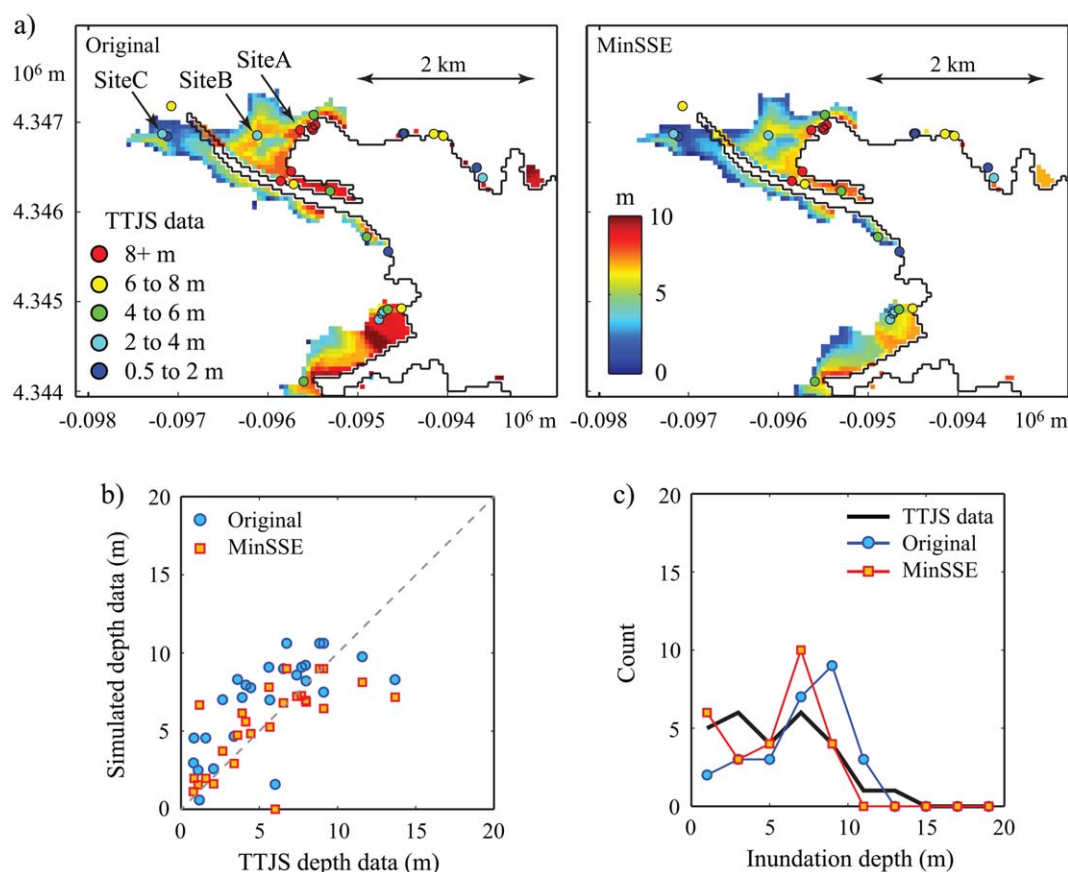 a)
Original
SiteA
SiteB
SiteC
2 km
10⁶ m
4.347
4.346
4.345
4.344
TTJS data
8+ m
6 to 8 m
4 to 6 m
2 to 4 m
0.5 to 2 m
-0.098 -0.097 -0.096 -0.095 -0.094 10⁶ m
MinSSE
2 km
m
10
5
0
-0.098 -0.097 -0.096 -0.095 -0.094 10⁶ m
b)
Original
MinSSE
20
15
10
5
0
0 5 10 15 20
Simulated depth data (m)
TTJS depth data (m)
c)
TTJS data
Original
MinSSE
20
15
10
5
0
0 5 10 15 20
Count
Inundation depth (m)